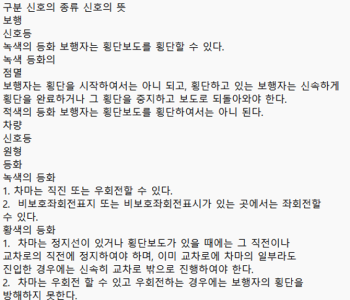 구분 신호의 종류 신호의 뜻
보행
신호등
녹색의 등화 보행자는 횡단보도를 횡단할 수 있다.
녹색 등화의
점멸
보행자는 횡단을 시작하여서는 아니 되고, 횡단하고 있는 보행자는 신속하게
횡단을 완료하거나 그 횡단을 중지하고 보도로 되돌아와야 한다.
적색의 등화 보행자는 횡단보도를 횡단하여서는 아니 된다.
차량
신호등
원형
등화
녹색의 등화
1. 차마는 직진 또는 우회전할 수 있다.
2. 비보호좌회전표지 또는 비보호좌회전표시가 있는 곳에서는 좌회전할
수 있다.
황색의 등화
1. 차마는 정지선이 있거나 횡단보도가 있을 때에는 그 직전이나
교차로의 직전에 정지하여야 하며, 이미 교차로에 차마의 일부라도
진입한 경우에는 신속히 교차로 밖으로 진행하여야 한다.
2. 차마는 우회전 할 수 있고 우회전하는 경우에는 보행자의 횡단을
방해하지 못한다.